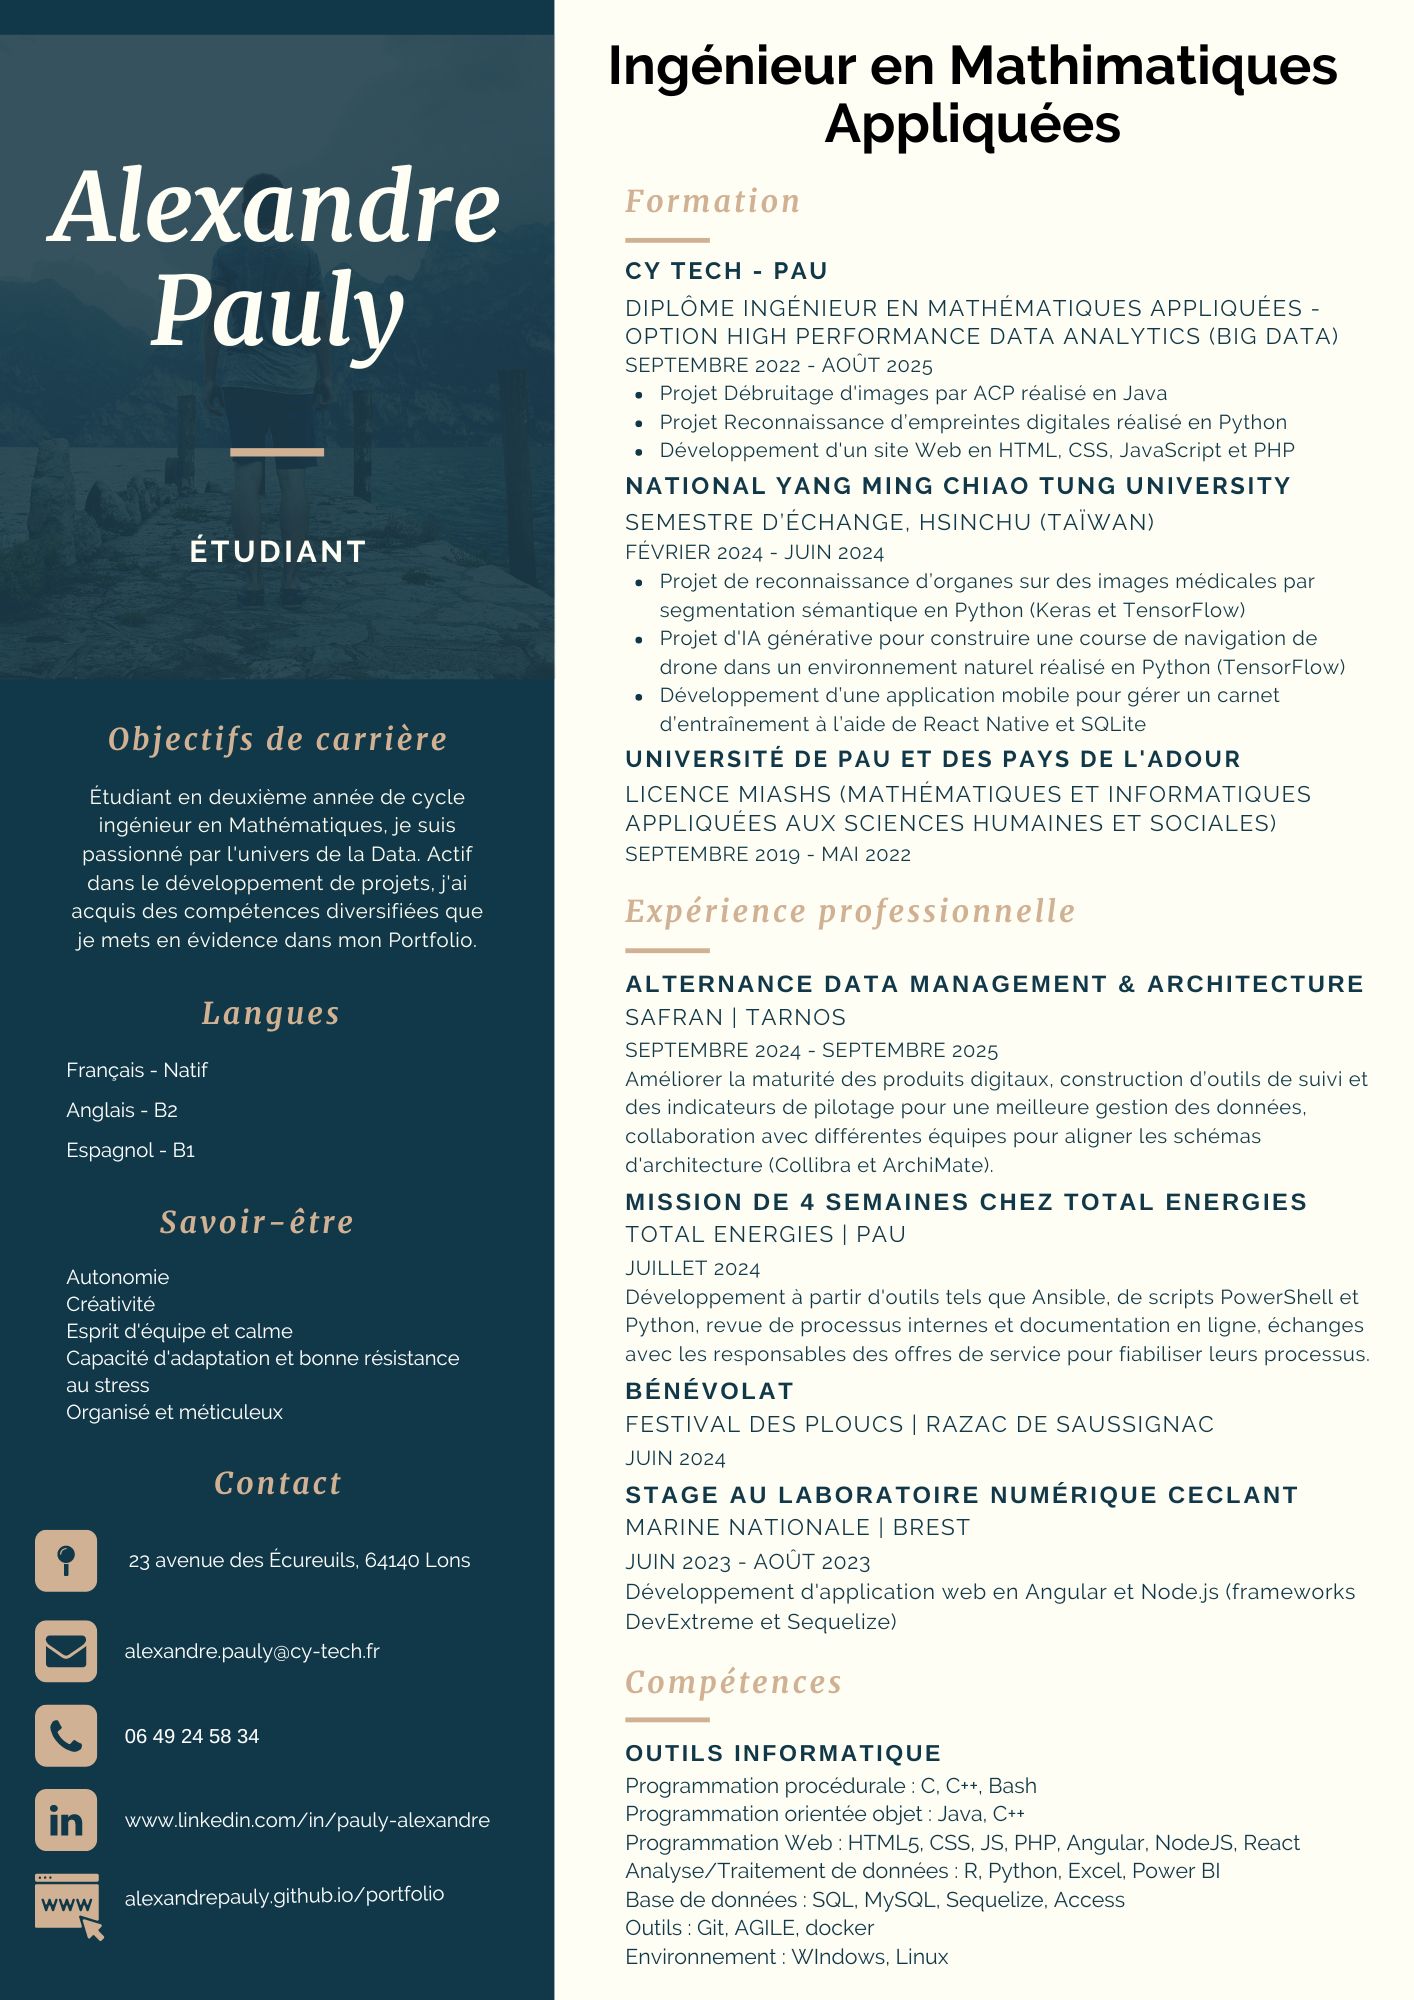 Alexandre
Pauly
ÉTUDIANT
Objectifs de carrière
Étudiant en deuxième année de cycle
ingénieur en Mathématiques, je suis
passionné par l'univers de la Data. Actif
dans le développement de projets, j'ai
acquis des compétences diversifiées que
je mets en évidence dans mon Portfolio.
Langues
Français - Natif
Anglais - B2
Espagnol - B1
Savoir-être
Autonomie
Créativité
Esprit d'équipe et calme
Capacité d'adaptation et bonne résistance
au stress
Organisé et méticuleux
Contact
23 avenue des Écureuils, 64140 Lons
alexandre.pauly@cy-tech.fr
06 49 24 58 34
in
www.linkedin.com/in/pauly-alexandre
WWW
alexandrepauly.github.io/portfolio
Ingénieur en Mathimatiques
Appliquées
Formation
CY TECH - PAU
DIPLÔME INGÉNIEUR EN MATHÉMATIQUES APPLIQUÉES -
OPTION HIGH PERFORMANCE DATA ANALYTICS (BIG DATA)
SEPTEMBRE 2022 - AOÛT 2025
• Projet Débruitage d'images par ACP réalisé en Java
• Projet Reconnaissance d’empreintes digitales réalisé en Python
• Développement d'un site Web en HTML, CSS, JavaScript et PHP
NATIONAL YANG MING CHIAO TUNG UNIVERSITY
SEMESTRE D’ÉCHANGE, HSINCHU (TAÏWAN)
FÉVRIER 2024 - JUIN 2024
• Projet de reconnaissance d’organes sur des images médicales par
segmentation sémantique en Python (Keras et TensorFlow)
• Projet d'IA générative pour construire une course de navigation de
drone dans un environnement naturel réalisé en Python (TensorFlow)
• Développement d’une application mobile pour gérer un carnet
d’entraînement à l’aide de React Native et SQLite
UNIVERSITÉ DE PAU ET DES PAYS DE L'ADOUR
LICENCE MIASHS (MATHÉMATIQUES ET INFORMATIQUES
APPLIQUÉES AUX SCIENCES HUMAINES ET SOCIALES)
SEPTEMBRE 2019 - MAI 2022
Expérience professionnelle
ALTERNANCE DATA MANAGEMENT & ARCHITECTURE
SAFRAN | TARNOS
SEPTEMBRE 2024 - SEPTEMBRE 2025
Améliorer la maturité des produits digitaux, construction d’outils de suivi et
des indicateurs de pilotage pour une meilleure gestion des données,
collaboration avec différentes équipes pour aligner les schémas
d'architecture (Collibra et ArchiMate).
MISSION DE 4 SEMAINES CHEZ TOTAL ENERGIES
TOTAL ENERGIES | PAU
JUILLET 2024
Développement à partir d'outils tels que Ansible, de scripts PowerShell et
Python, revue de processus internes et documentation en ligne, échanges
avec les responsables des offres de service pour fiabiliser leurs processus.
BÉNÉVOLAT
FESTIVAL DES PLOUCS | RAZAC DE SAUSSIGNAC
JUIN 2024
STAGE AU LABORATOIRE NUMÉRIQUE CECLANT
MARINE NATIONALE | BREST
JUIN 2023 - AOÛT 2023
Développement d'application web en Angular et Node.js (frameworks
DevExtreme et Sequelize)
Compétences
OUTILS INFORMATIQUE
Programmation procédurale : C, C++, Bash
Programmation orientée objet : Java, C++
Programmation Web : HTML5, CSS, JS, PHP, Angular, NodeJS, React
Analyse/Traitement de données : R, Python, Excel, Power BI
Base de données : SQL, MySQL, Sequelize, Access
Outils : Git, AGILE, docker
Environnement : WIndows, Linux